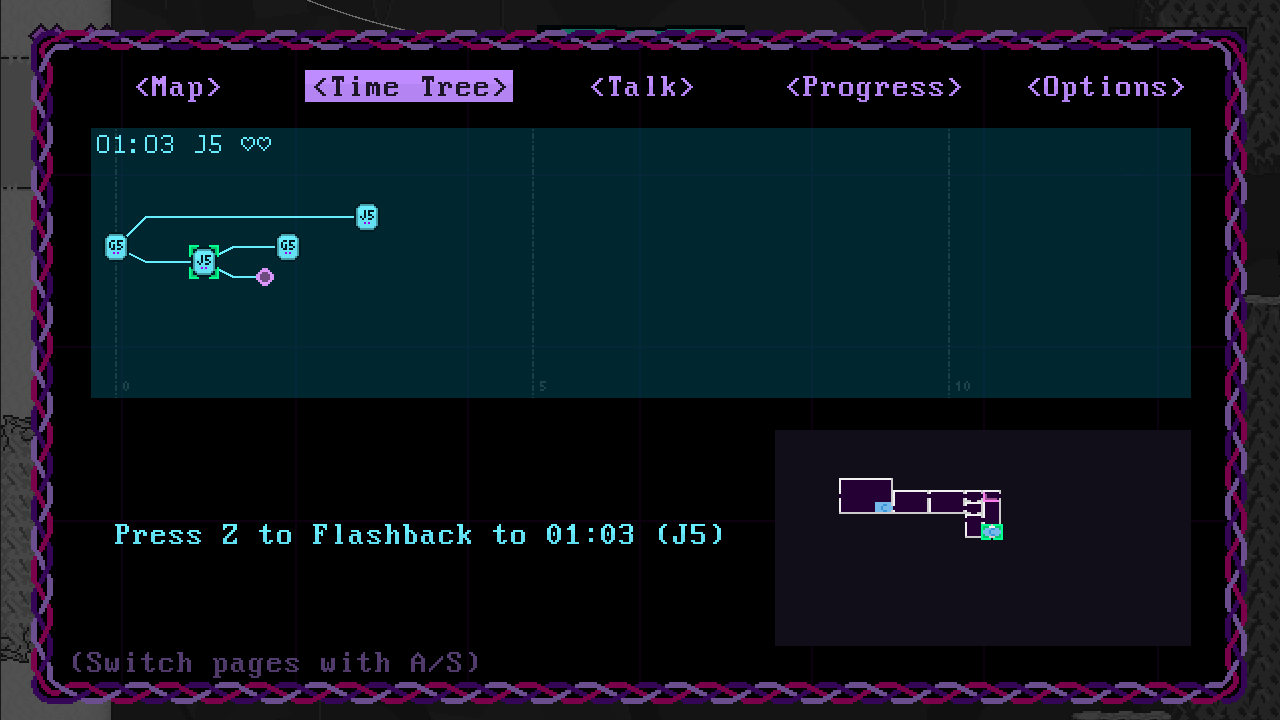 <Map> <Time Tree> <Talk> <Progress> <Options>
01:03 J5 ♡♡
J5
G5 G5
J5
0 5 10
C
Press Z to Flashback to 01:03 (J5)
(Switch pages with A/S)